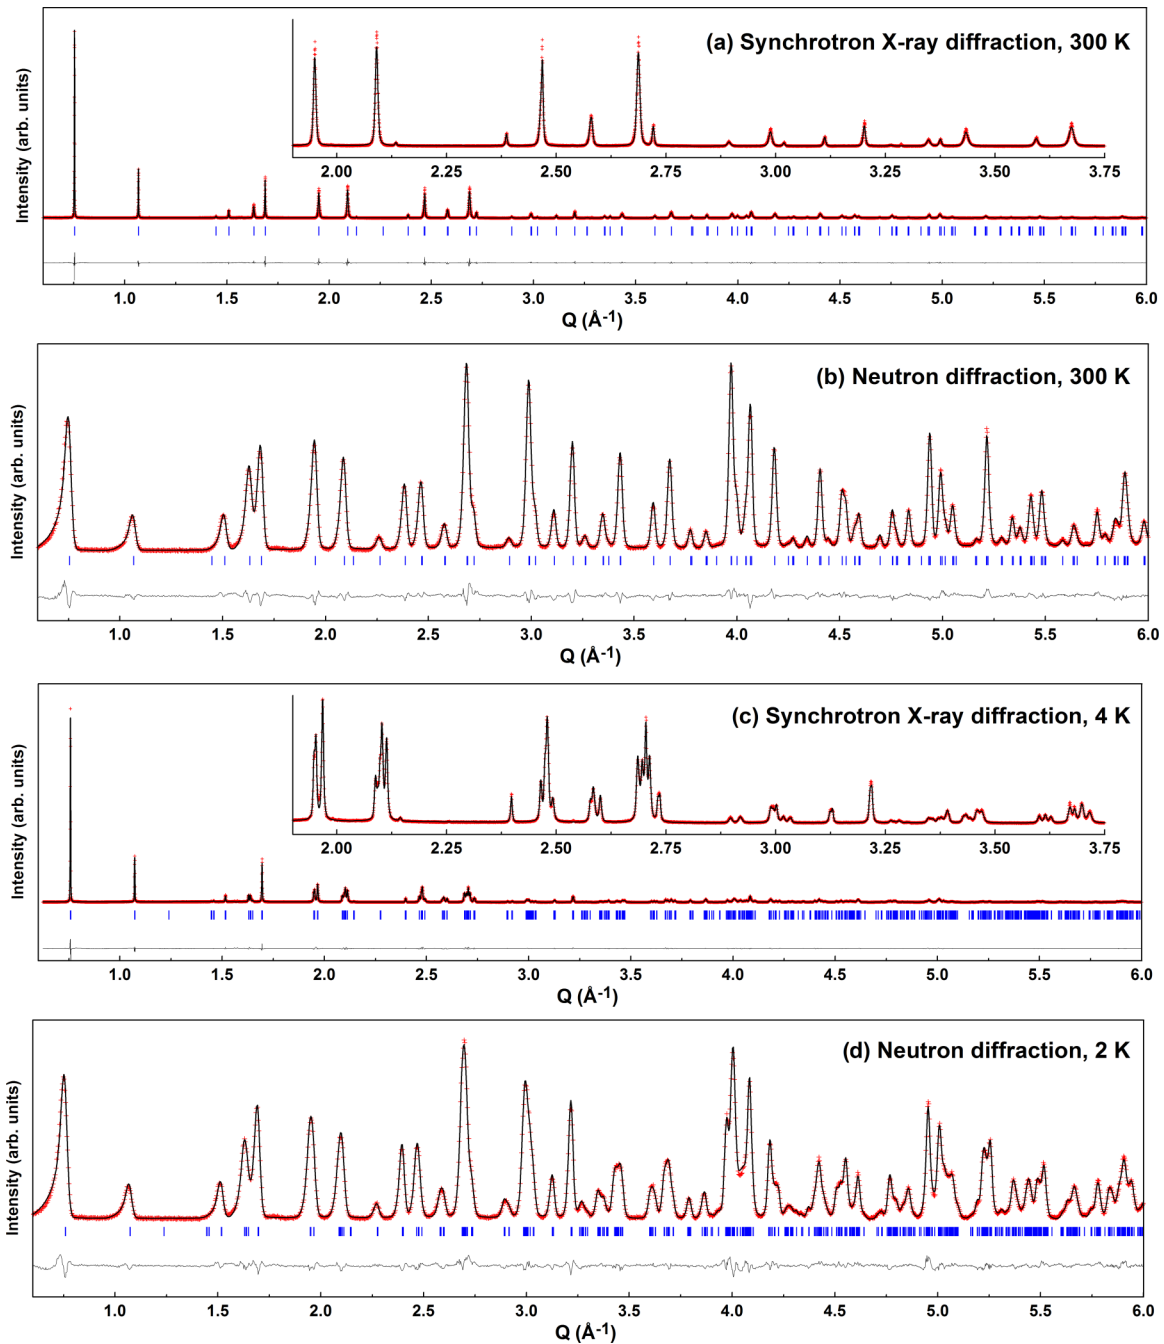 (a) Synchrotron X-ray diffraction, 300 K
Intensity (arb. units)
2.00 2.25 2.50 2.75 3.00 3.25 3.50 3.75
1.0 1.5 2.0 2.5 3.0 3.5 4.0 4.5 5.0 5.5 6.0
Q (Å-1)
(b) Neutron diffraction, 300 K
Intensity (arb. units)
1.0 1.5 2.0 2.5 3.0 3.5 4.0 4.5 5.0 5.5 6.0
Q (Å-1)
(c) Synchrotron X-ray diffraction, 4 K
Intensity (arb. units)
2.00 2.25 2.50 2.75 3.00 3.25 3.50 3.75
1.0 1.5 2.0 2.5 3.0 3.5 4.0 4.5 5.0 5.5 6.0
Q (Å-1)
(d) Neutron diffraction, 2 K
Intensity (arb. units)
1.0 1.5 2.0 2.5 3.0 3.5 4.0 4.5 5.0 5.5 6.0
Q (Å-1)